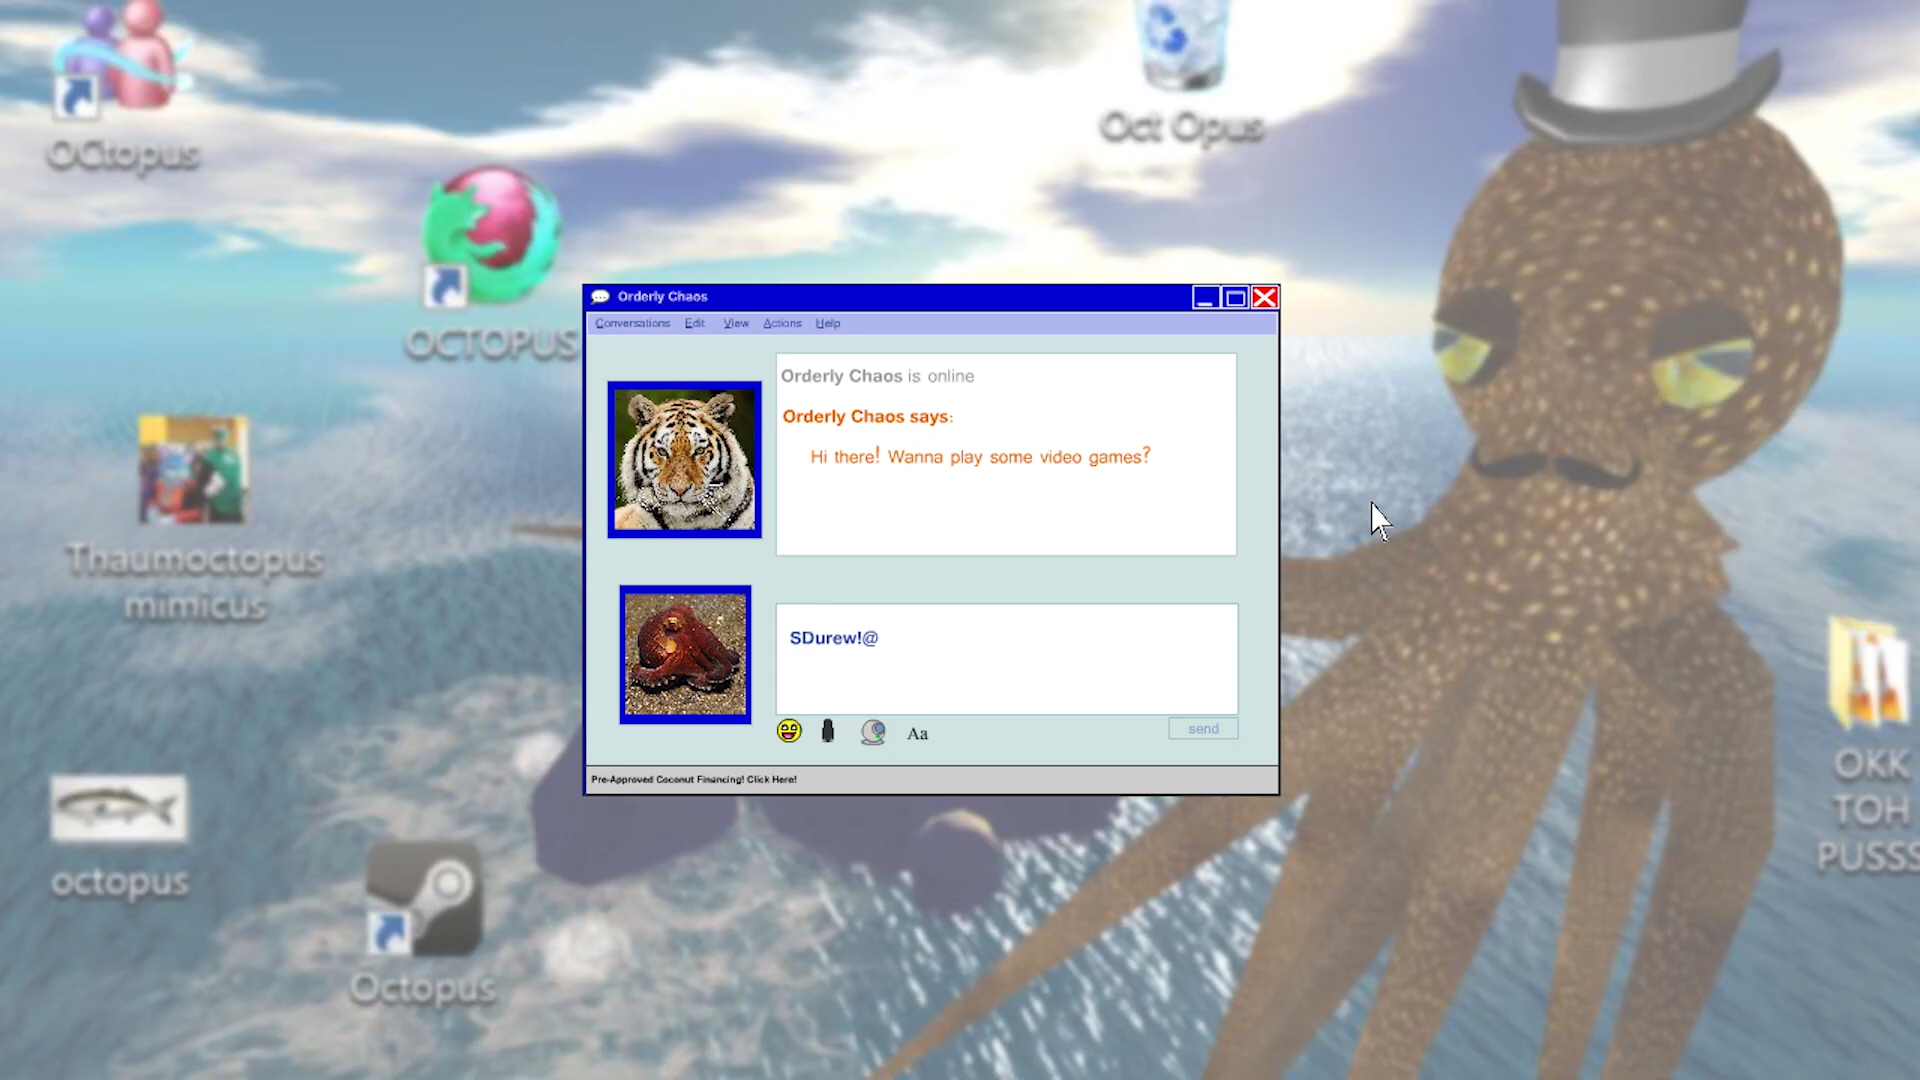 OCtopus
Oct Opus
OCTOPUS
Thaumoctopus
mimicus
octopus
Octopus
OKK
TOH
PUSSS
Orderly Chaos
Conversations Edit View Actions Help
Orderly Chaos is online
Orderly Chaos says:
Hi there! Wanna play some video games?
SDurew!@
Aa
send
Pre-Approved Coconut Financing! Click Here!